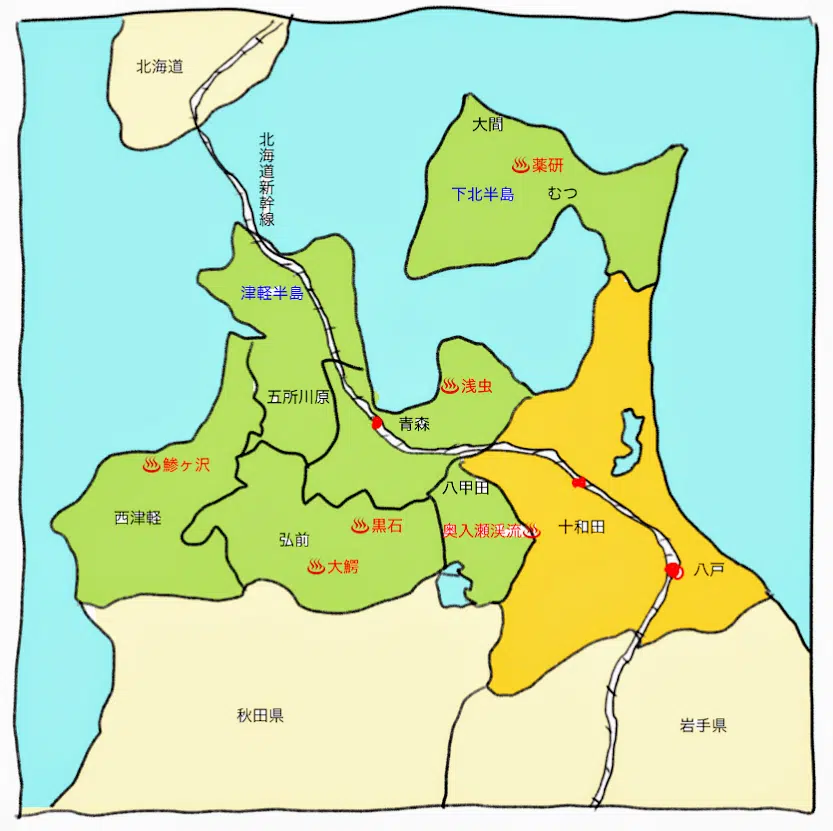 北海道
大間
北海道新幹線
♨薬研
下北半島
むつ
津軽半島
♨浅虫
五所川原
青森
♨鰺ヶ沢
八甲田
西津軽
♨黒石
奥入瀬渓流♨
十和田
弘前
♨大鰐
八戸
秋田県
岩手県